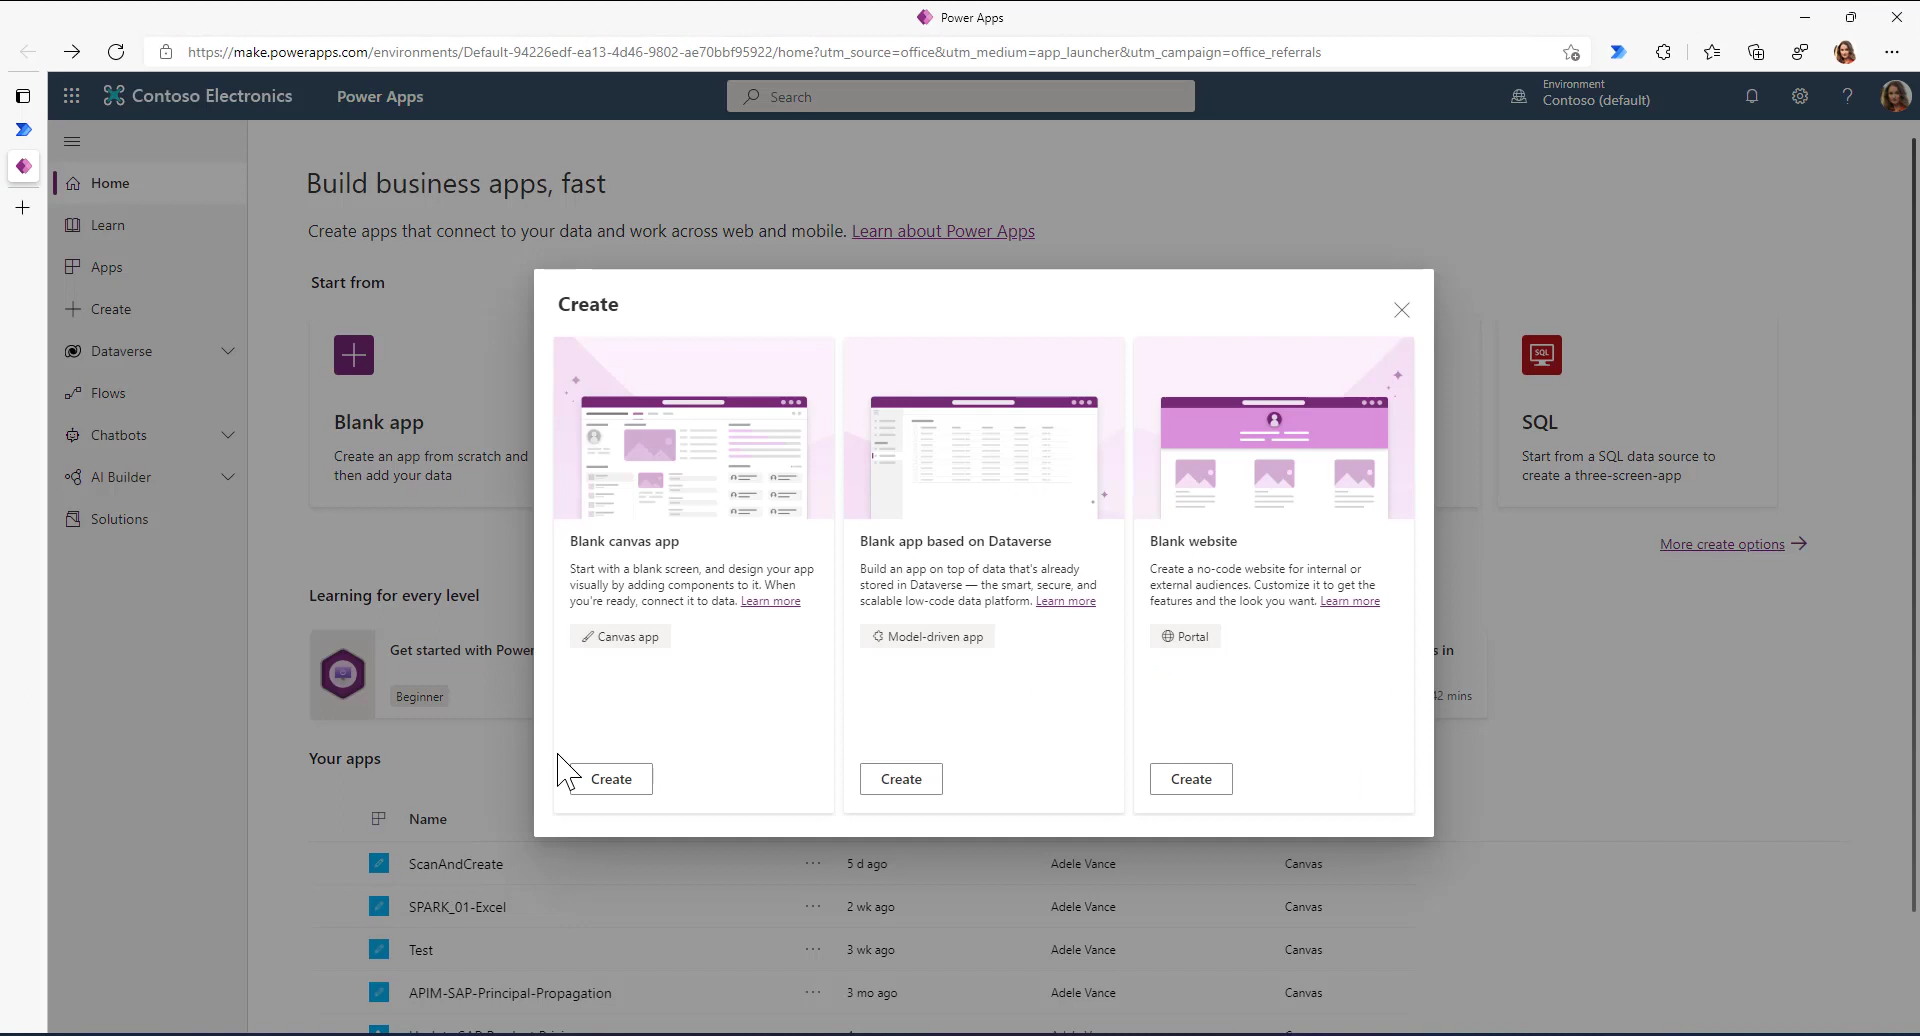 Power Apps
https://make.powerapps.com/environments/Default-94226edf-ea13-4d46-9802-ae70bbf95922/home?utm_source=office&utm_medium=app_launcher&utm_campaign=office_referrals
Contoso Electronics
Power Apps
Search
Environment
Contoso (default)
Home
Learn
Apps
Create
Dataverse
Flows
Chatbots
AI Builder
Solutions
Build business apps, fast
Create apps that connect to your data and work across web and mobile. Learn about Power Apps
Start from
Blank app
Create an app from scratch and
then add your data
SQL
SQL
Start from a SQL data source to
create a three-screen-app
More create options
Create
Blank canvas app
Start with a blank screen, and design your app
visually by adding components to it. When
you're ready, connect it to data. Learn more
Canvas app
Create
Blank app based on Dataverse
Build an app on top of data that's already
stored in Dataverse — the smart, secure, and
scalable low-code data platform. Learn more
Model-driven app
Create
Blank website
Create a no-code website for internal or
external audiences. Customize it to get the
features and the look you want. Learn more
Portal
Create
Learning for every level
Get started with Power
Beginner
s in
42 mins
Your apps
Name
ScanAndCreate ... 5 d ago Adele Vance Canvas
SPARK_01-Excel ... 2 wk ago Adele Vance Canvas
Test ... 3 wk ago Adele Vance Canvas
APIM-SAP-Principal-Propagation ... 3 mo ago Adele Vance Canvas